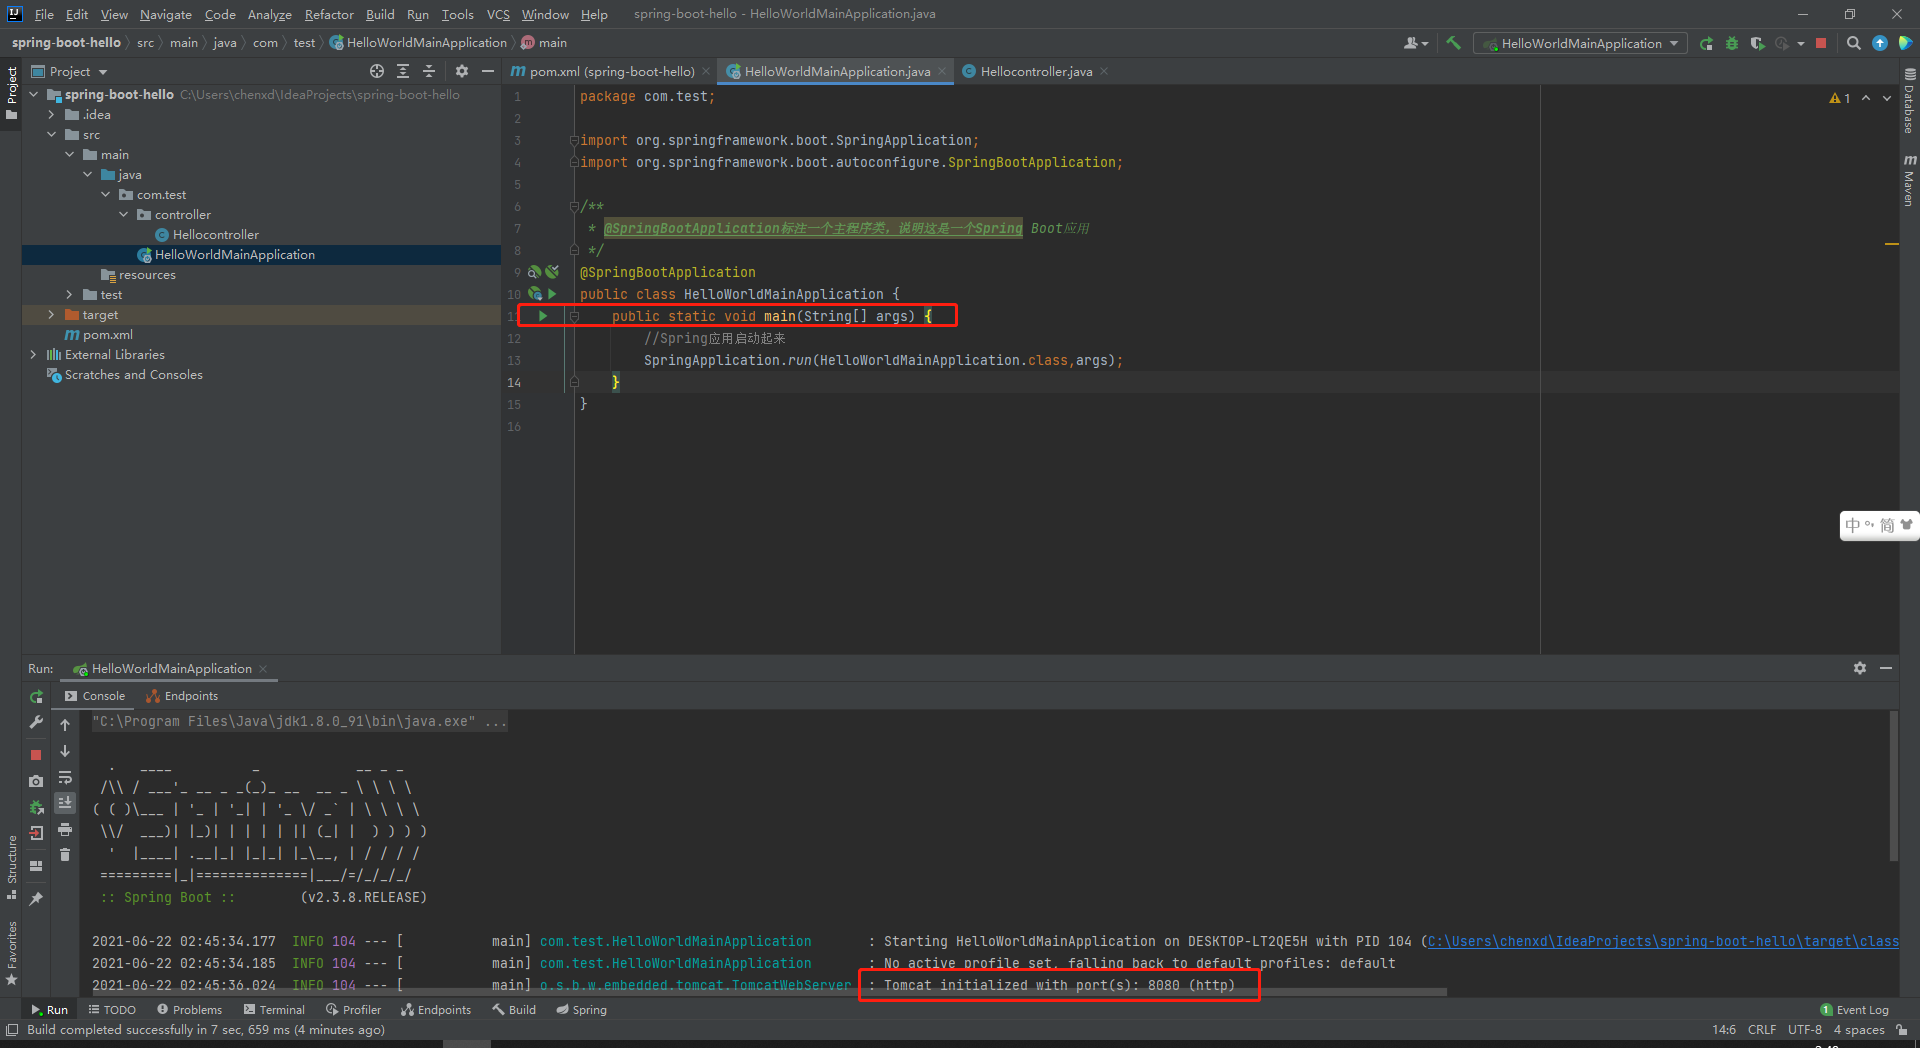 File Edit View Navigate Code Analyze Refactor Build Run Tools VCS Window Help spring-boot-hello - HelloWorldMainApplication.java
spring-boot-hello src main java com test HelloWorldMainApplication main
HelloWorldMainApplication
Project
Project
pom.xml (spring-boot-hello)
HelloWorldMainApplication.java
Hellocontroller.java
spring-boot-hello C:\Users\chenxd\IdeaProjects\spring-boot-hello
.idea
src
main
java
com.test
controller
Hellocontroller
HelloWorldMainApplication
resources
test
target
pom.xml
External Libraries
Scratches and Consoles
1 package com.test;
2
3 import org.springframework.boot.SpringApplication;
4 import org.springframework.boot.autoconfigure.SpringBootApplication;
5
6 /**
7 * @SpringBootApplication标注一个主程序类，说明这是一个Spring Boot应用
8 */
9 @SpringBootApplication
10 public class HelloWorldMainApplication {
11 public static void main(String[] args) {
12 //Spring应用启动起来
13 SpringApplication.run(HelloWorldMainApplication.class,args);
14 }
15 }
16
1
Database
Maven
中 简
Run: HelloWorldMainApplication
Console Endpoints
"C:\Program Files\Java\jdk1.8.0_91\bin\java.exe" ...
  .   ____          _            __ _ _
 /\\ / ___'_ __ _ _(_)_ __  __ _ \ \ \ \
( ( )\___ | '_ | '_| | '_ \/ _` | \ \ \ \
 \\/  ___)| |_)| | | | | || (_| |  ) ) ) )
  '  |____| .__|_| |_|_| |_\__, | / / / /
 =========|_|==============|___/=/_/_/_/
 :: Spring Boot ::        (v2.3.8.RELEASE)
2021-06-22 02:45:34.177 INFO 104 --- [ main] com.test.HelloWorldMainApplication : Starting HelloWorldMainApplication on DESKTOP-LT2QE5H with PID 104 (C:\Users\chenxd\IdeaProjects\spring-boot-hello\target\class
2021-06-22 02:45:34.185 INFO 104 --- [ main] com.test.HelloWorldMainApplication : No active profile set, falling back to default profiles: default
2021-06-22 02:45:36.024 INFO 104 --- [ main] o.s.b.w.embedded.tomcat.TomcatWebServer : Tomcat initialized with port(s): 8080 (http)
Structure
Favorites
Run TODO Problems Terminal Profiler Endpoints Build Spring
1 Event Log
Build completed successfully in 7 sec, 659 ms (4 minutes ago)
14:6 CRLF UTF-8 4 spaces